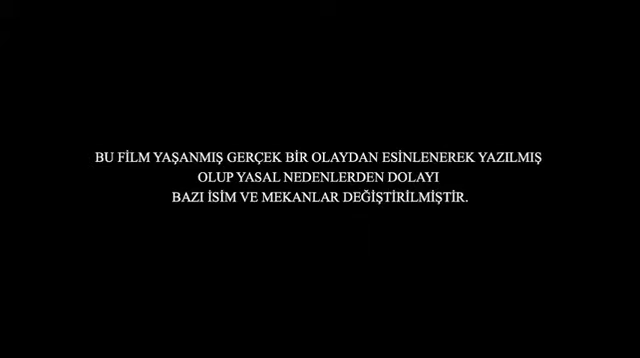 BU FİLM YAŞANMIŞ GERÇEK BİR OLAYDAN ESİNLENEREK YAZILMIŞ
OLUP YASAL NEDENLERDEN DOLAYI
BAZI İSİM VE MEKANLAR DEĞİŞTİRİLMİŞTİR.